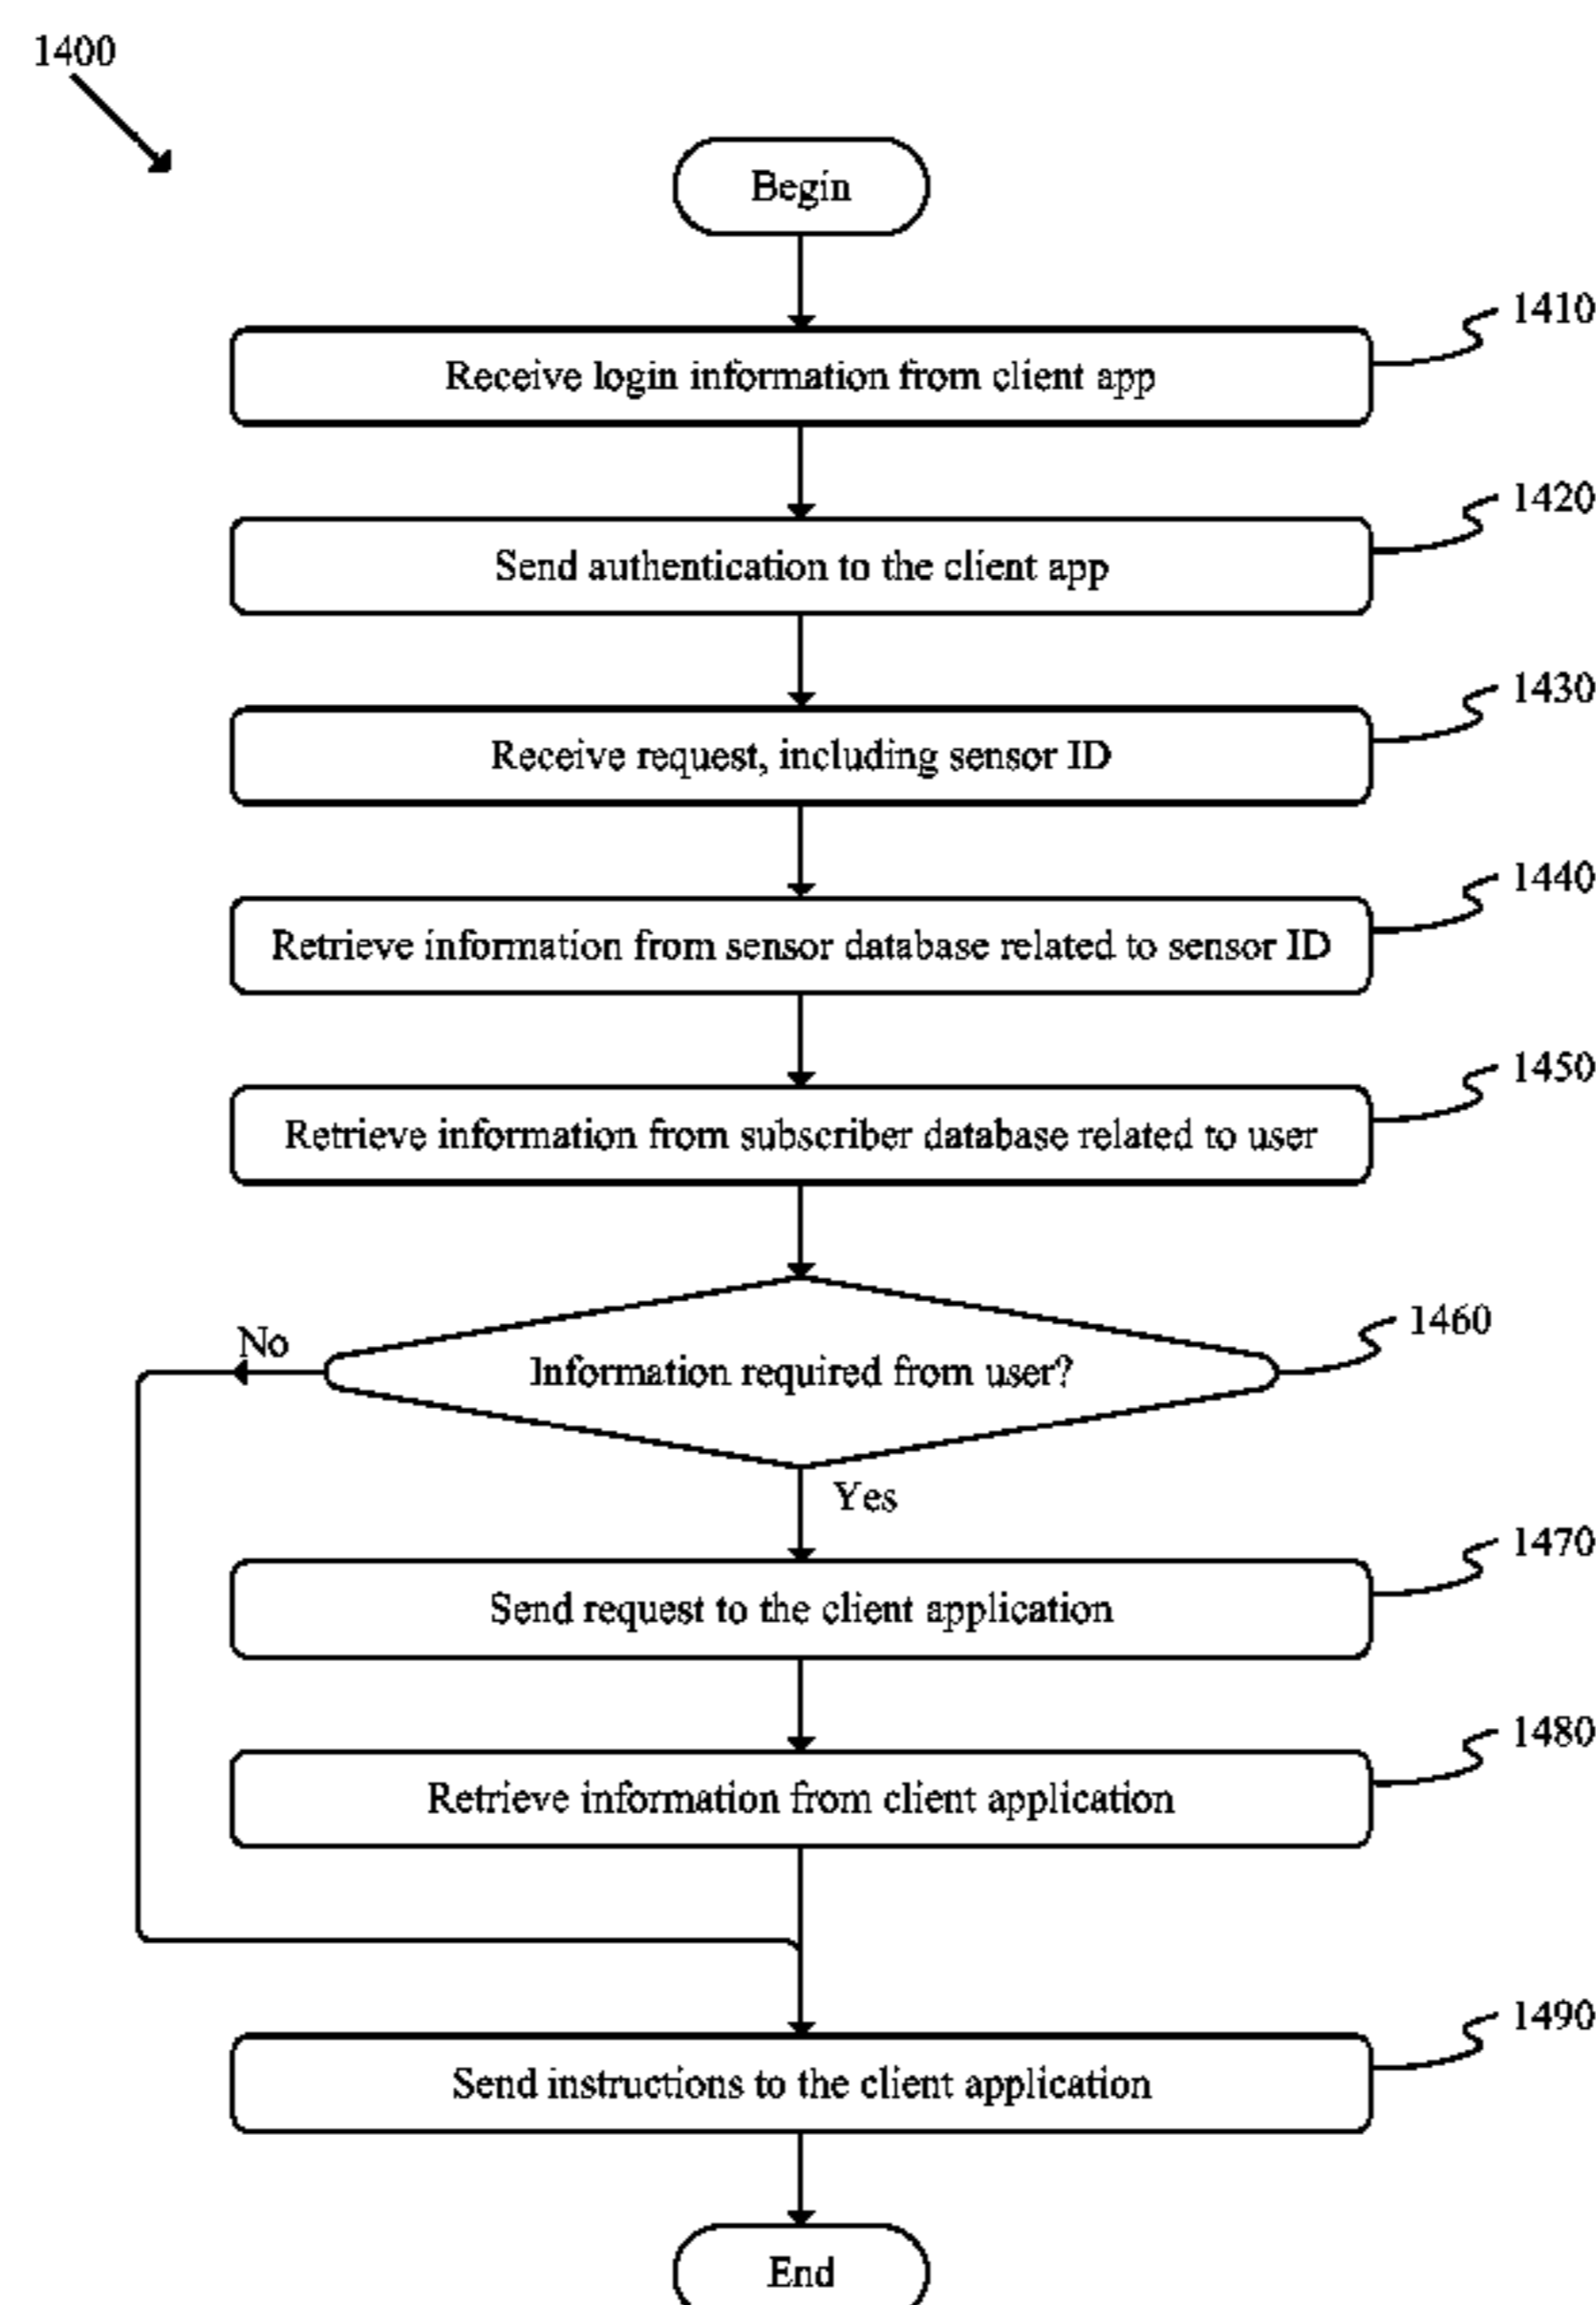 1400
Begin
1410
Receive login information from client app
1420
Send authentication to the client app
1430
Receive request, including sensor ID
1440
Retrieve information from sensor database related to sensor ID
1450
Retrieve information from subscriber database related to user
1460
No
Information required from user?
Yes
1470
Send request to the client application
1480
Retrieve information from client application
1490
Send instructions to the client application
End